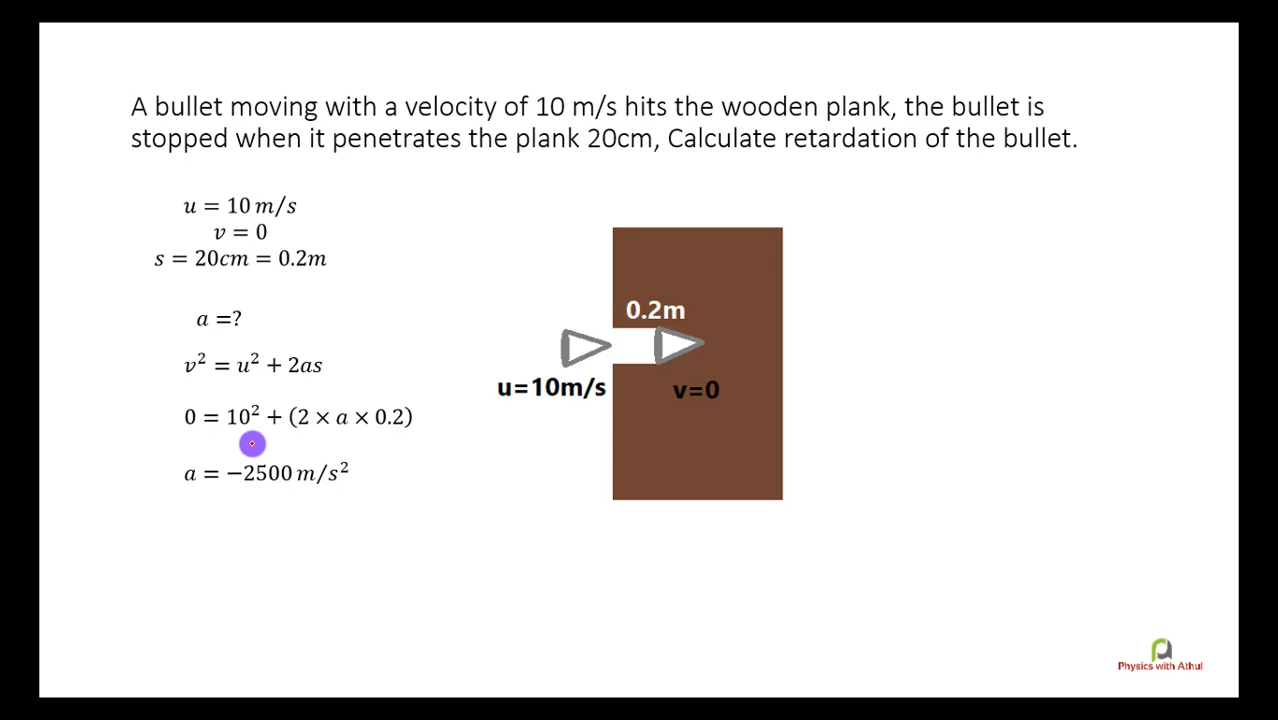 A bullet moving with a velocity of 10 m/s hits the wooden plank, the bullet is
stopped when it penetrates the plank 20cm, Calculate retardation of the bullet.
u = 10 m/s
v = 0
s = 20cm = 0.2m
a =?
v² = u² + 2as
0 = 10² + (2 × a × 0.2)
a = −2500 m/s²
0.2m
u=10m/s
v=0
Physics with Athul